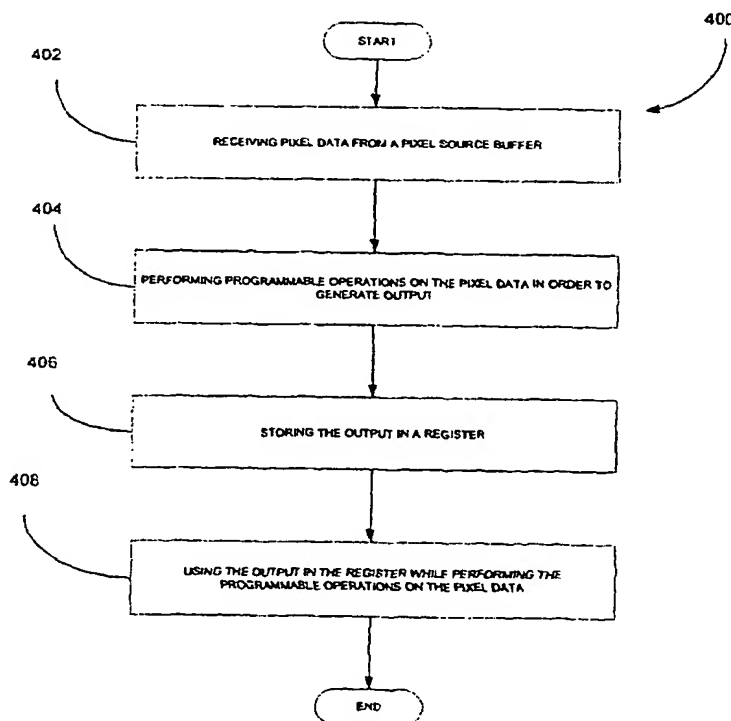 START
400
402
RECEIVING PIXEL DATA FROM A PIXEL SOURCE BUFFER
404
PERFORMING PROGRAMMABLE OPERATIONS ON THE PIXEL DATA IN ORDER TO
GENERATE OUTPUT
406
STORING THE OUTPUT IN A REGISTER
408
USING THE OUTPUT IN THE REGISTER WHILE PERFORMING THE
PROGRAMMABLE OPERATIONS ON THE PIXEL DATA
END